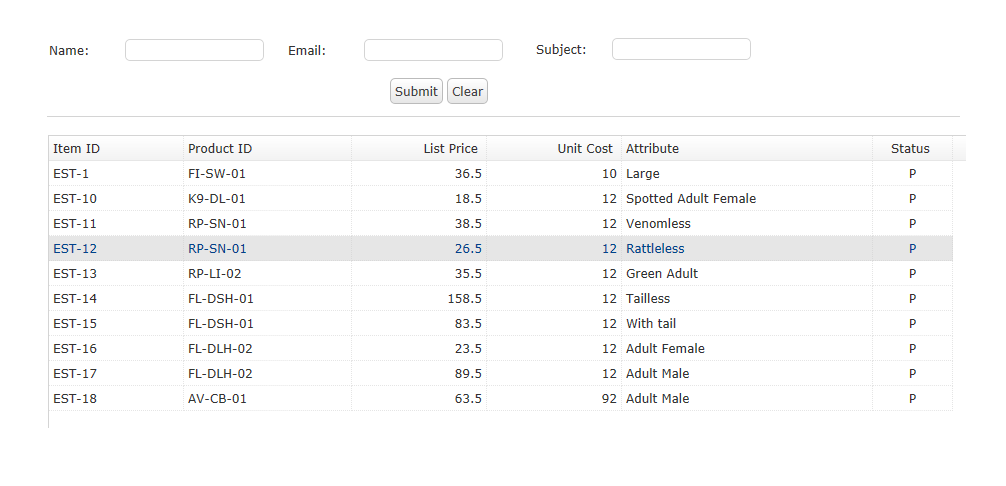 Name: Email: Subject:
Submit Clear
Item ID Product ID List Price Unit Cost Attribute Status
EST-1 FI-SW-01 36.5 10 Large P
EST-10 K9-DL-01 18.5 12 Spotted Adult Female P
EST-11 RP-SN-01 38.5 12 Venomless P
EST-12 RP-SN-01 26.5 12 Rattleless P
EST-13 RP-LI-02 35.5 12 Green Adult P
EST-14 FL-DSH-01 158.5 12 Tailless P
EST-15 FL-DSH-01 83.5 12 With tail P
EST-16 FL-DLH-02 23.5 12 Adult Female P
EST-17 FL-DLH-02 89.5 12 Adult Male P
EST-18 AV-CB-01 63.5 92 Adult Male P